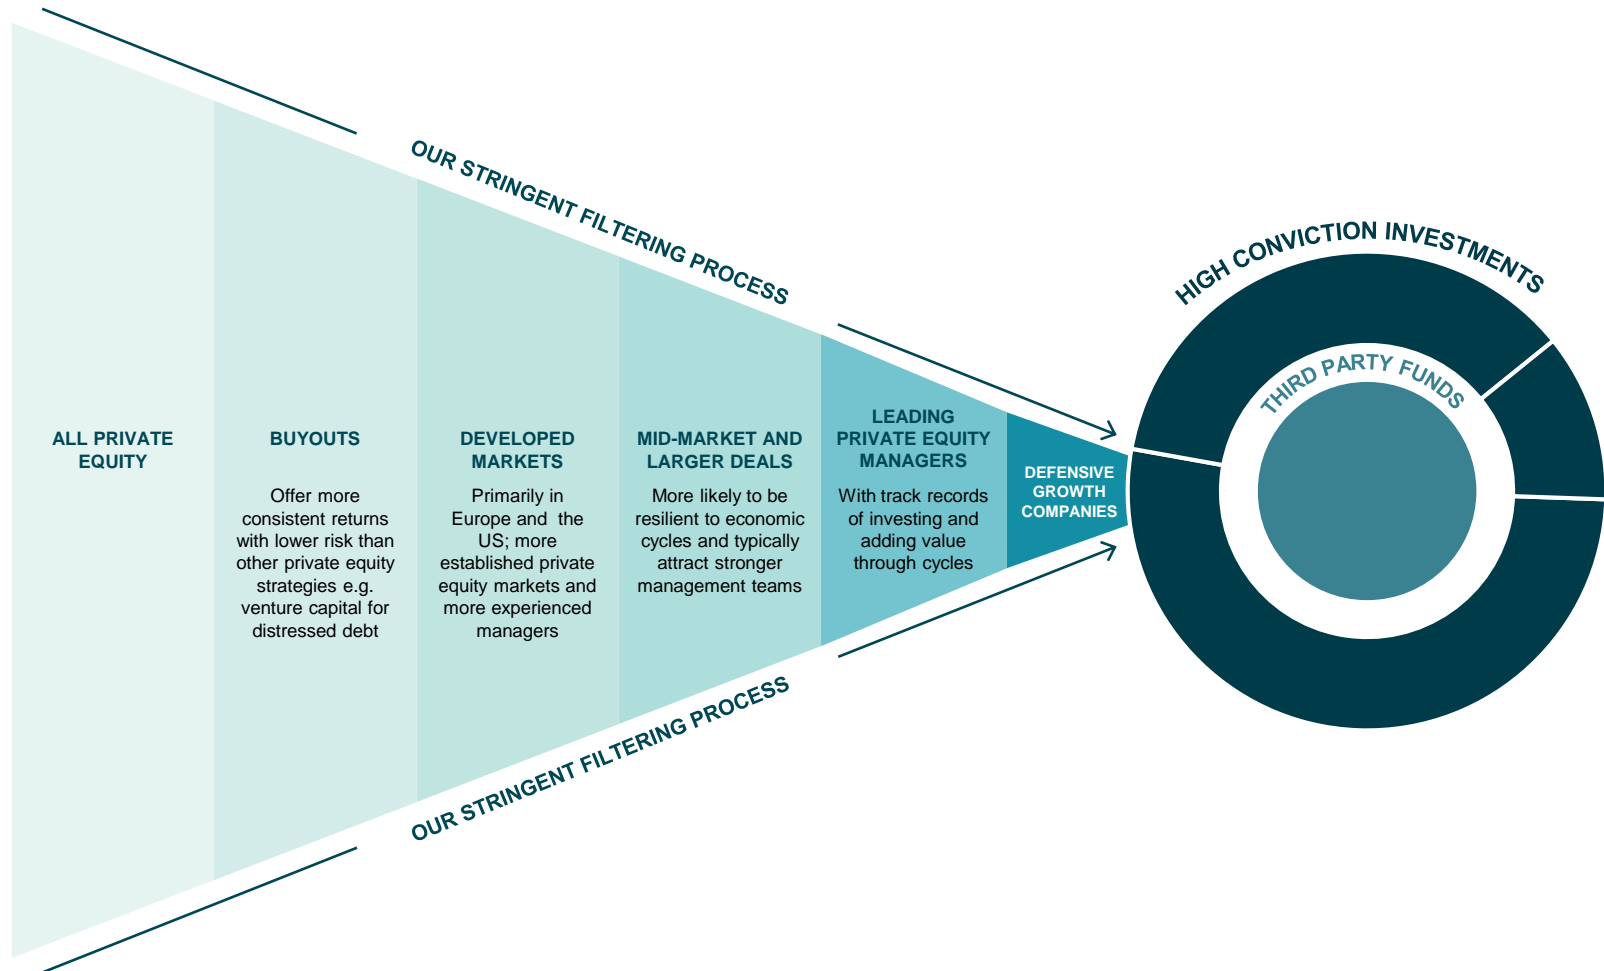 OUR STRINGENT FILTERING PROCESS
ALL PRIVATE
EQUITY
BUYOUTS
Offer more
consistent returns
with lower risk than
other private equity
strategies e.g.
venture capital for
distressed debt
DEVELOPED
MARKETS
Primarily in
Europe and the
US; more
established private
equity markets and
more experienced
managers
MID-MARKET AND
LARGER DEALS
More likely to be
resilient to economic
cycles and typically
attract stronger
management teams
LEADING
PRIVATE EQUITY
MANAGERS
With track records
of investing and
adding value
through cycles
DEFENSIVE
GROWTH
COMPANIES
HIGH CONVICTION INVESTMENTS
THIRD PARTY FUNDS
OUR STRINGENT FILTERING PROCESS